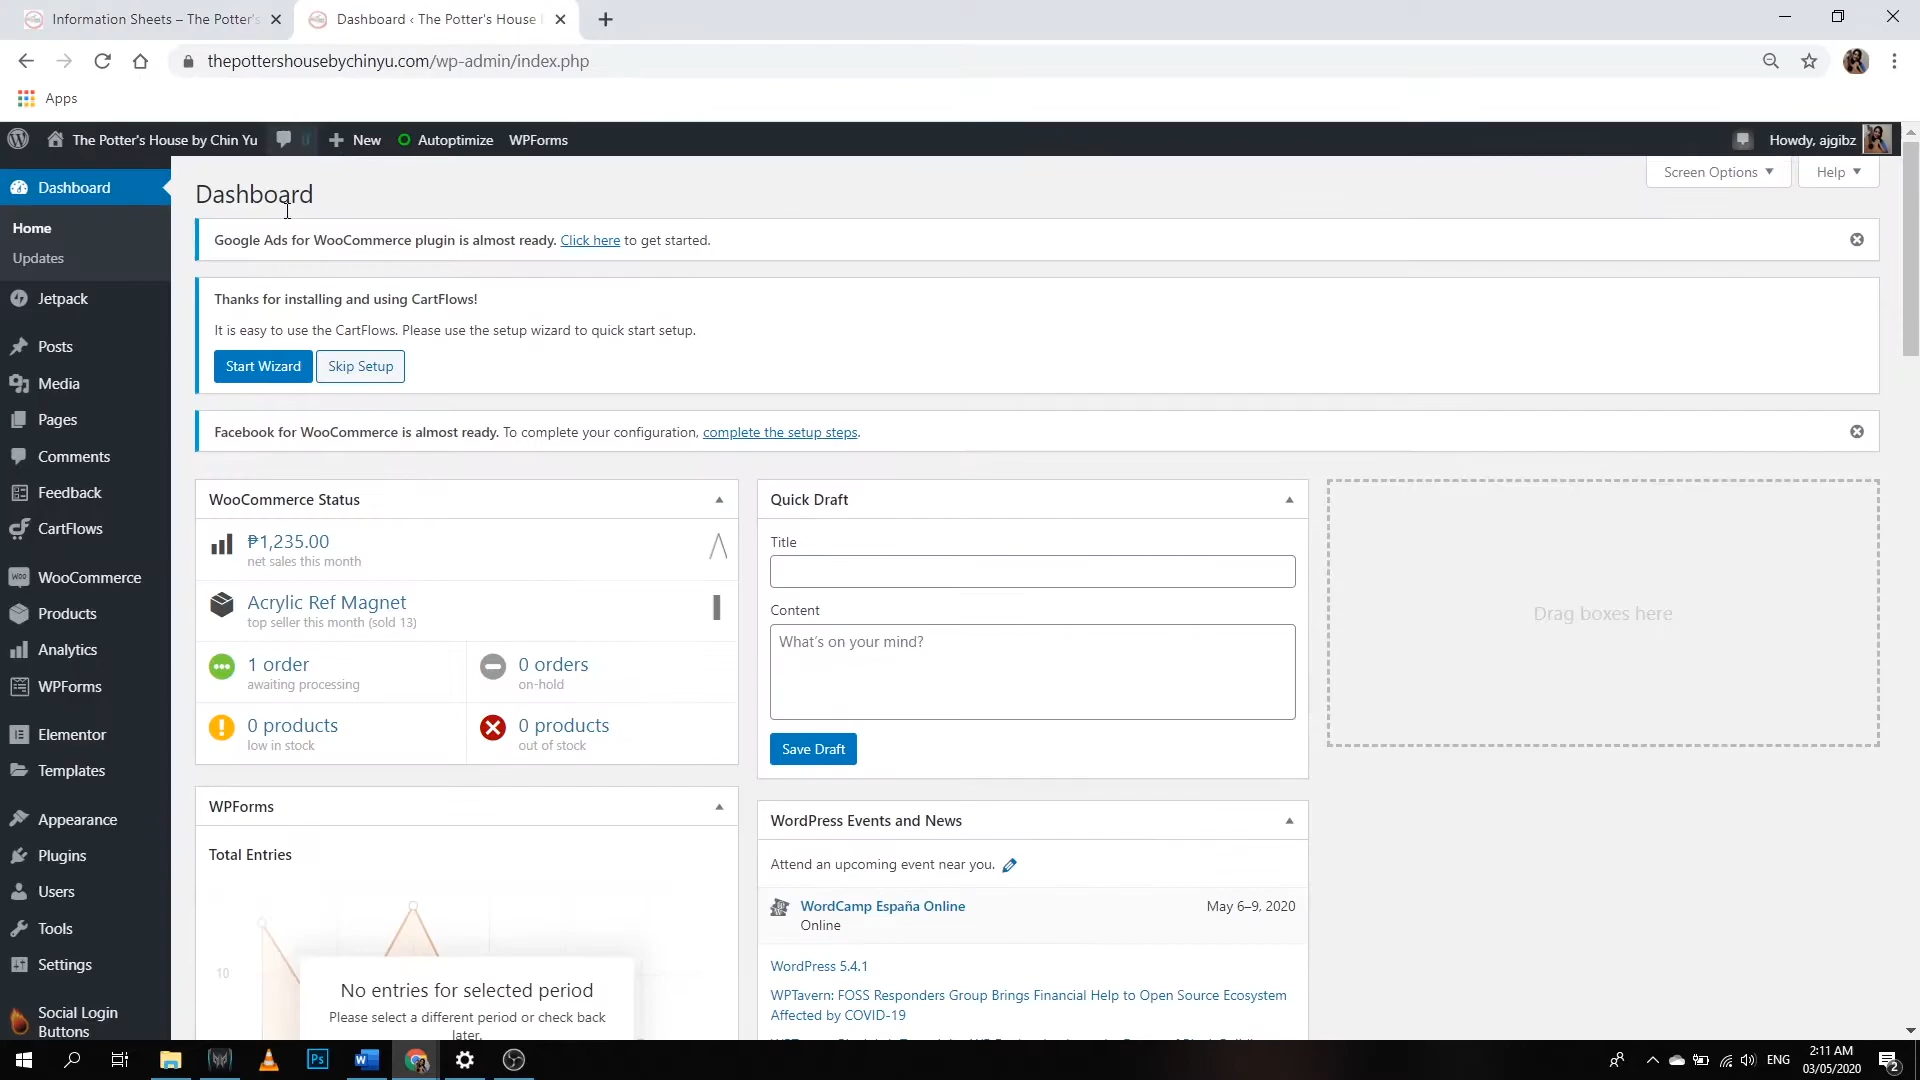 Information Sheets – The Potter's
Dashboard ‹ The Potter's House
thepottershousebychinyu.com/wp-admin/index.php
Apps
The Potter's House by Chin Yu
New
Autoptimize
WPForms
Howdy, ajgibz
Dashboard
Home
Updates
Jetpack
Posts
Media
Pages
Comments
Feedback
CartFlows
WooCommerce
Products
Analytics
WPForms
Elementor
Templates
Appearance
Plugins
Users
Tools
Settings
Social Login
Buttons
Screen Options
Help
Dashboard
Google Ads for WooCommerce plugin is almost ready. Click here to get started.
Thanks for installing and using CartFlows!
It is easy to use the CartFlows. Please use the setup wizard to quick start setup.
Start Wizard
Skip Setup
Facebook for WooCommerce is almost ready. To complete your configuration, complete the setup steps.
WooCommerce Status
₱1,235.00
net sales this month
Acrylic Ref Magnet
top seller this month (sold 13)
1 order
awaiting processing
0 orders
on-hold
0 products
low in stock
0 products
out of stock
WPForms
Total Entries
10
No entries for selected period
Please select a different period or check back
later.
Quick Draft
Title
Content
What's on your mind?
Save Draft
WordPress Events and News
Attend an upcoming event near you.
WordCamp España Online
May 6–9, 2020
Online
WordPress 5.4.1
WPTavern: FOSS Responders Group Brings Financial Help to Open Source Ecosystem
Affected by COVID-19
Drag boxes here
ENG
2:11 AM
03/05/2020
2